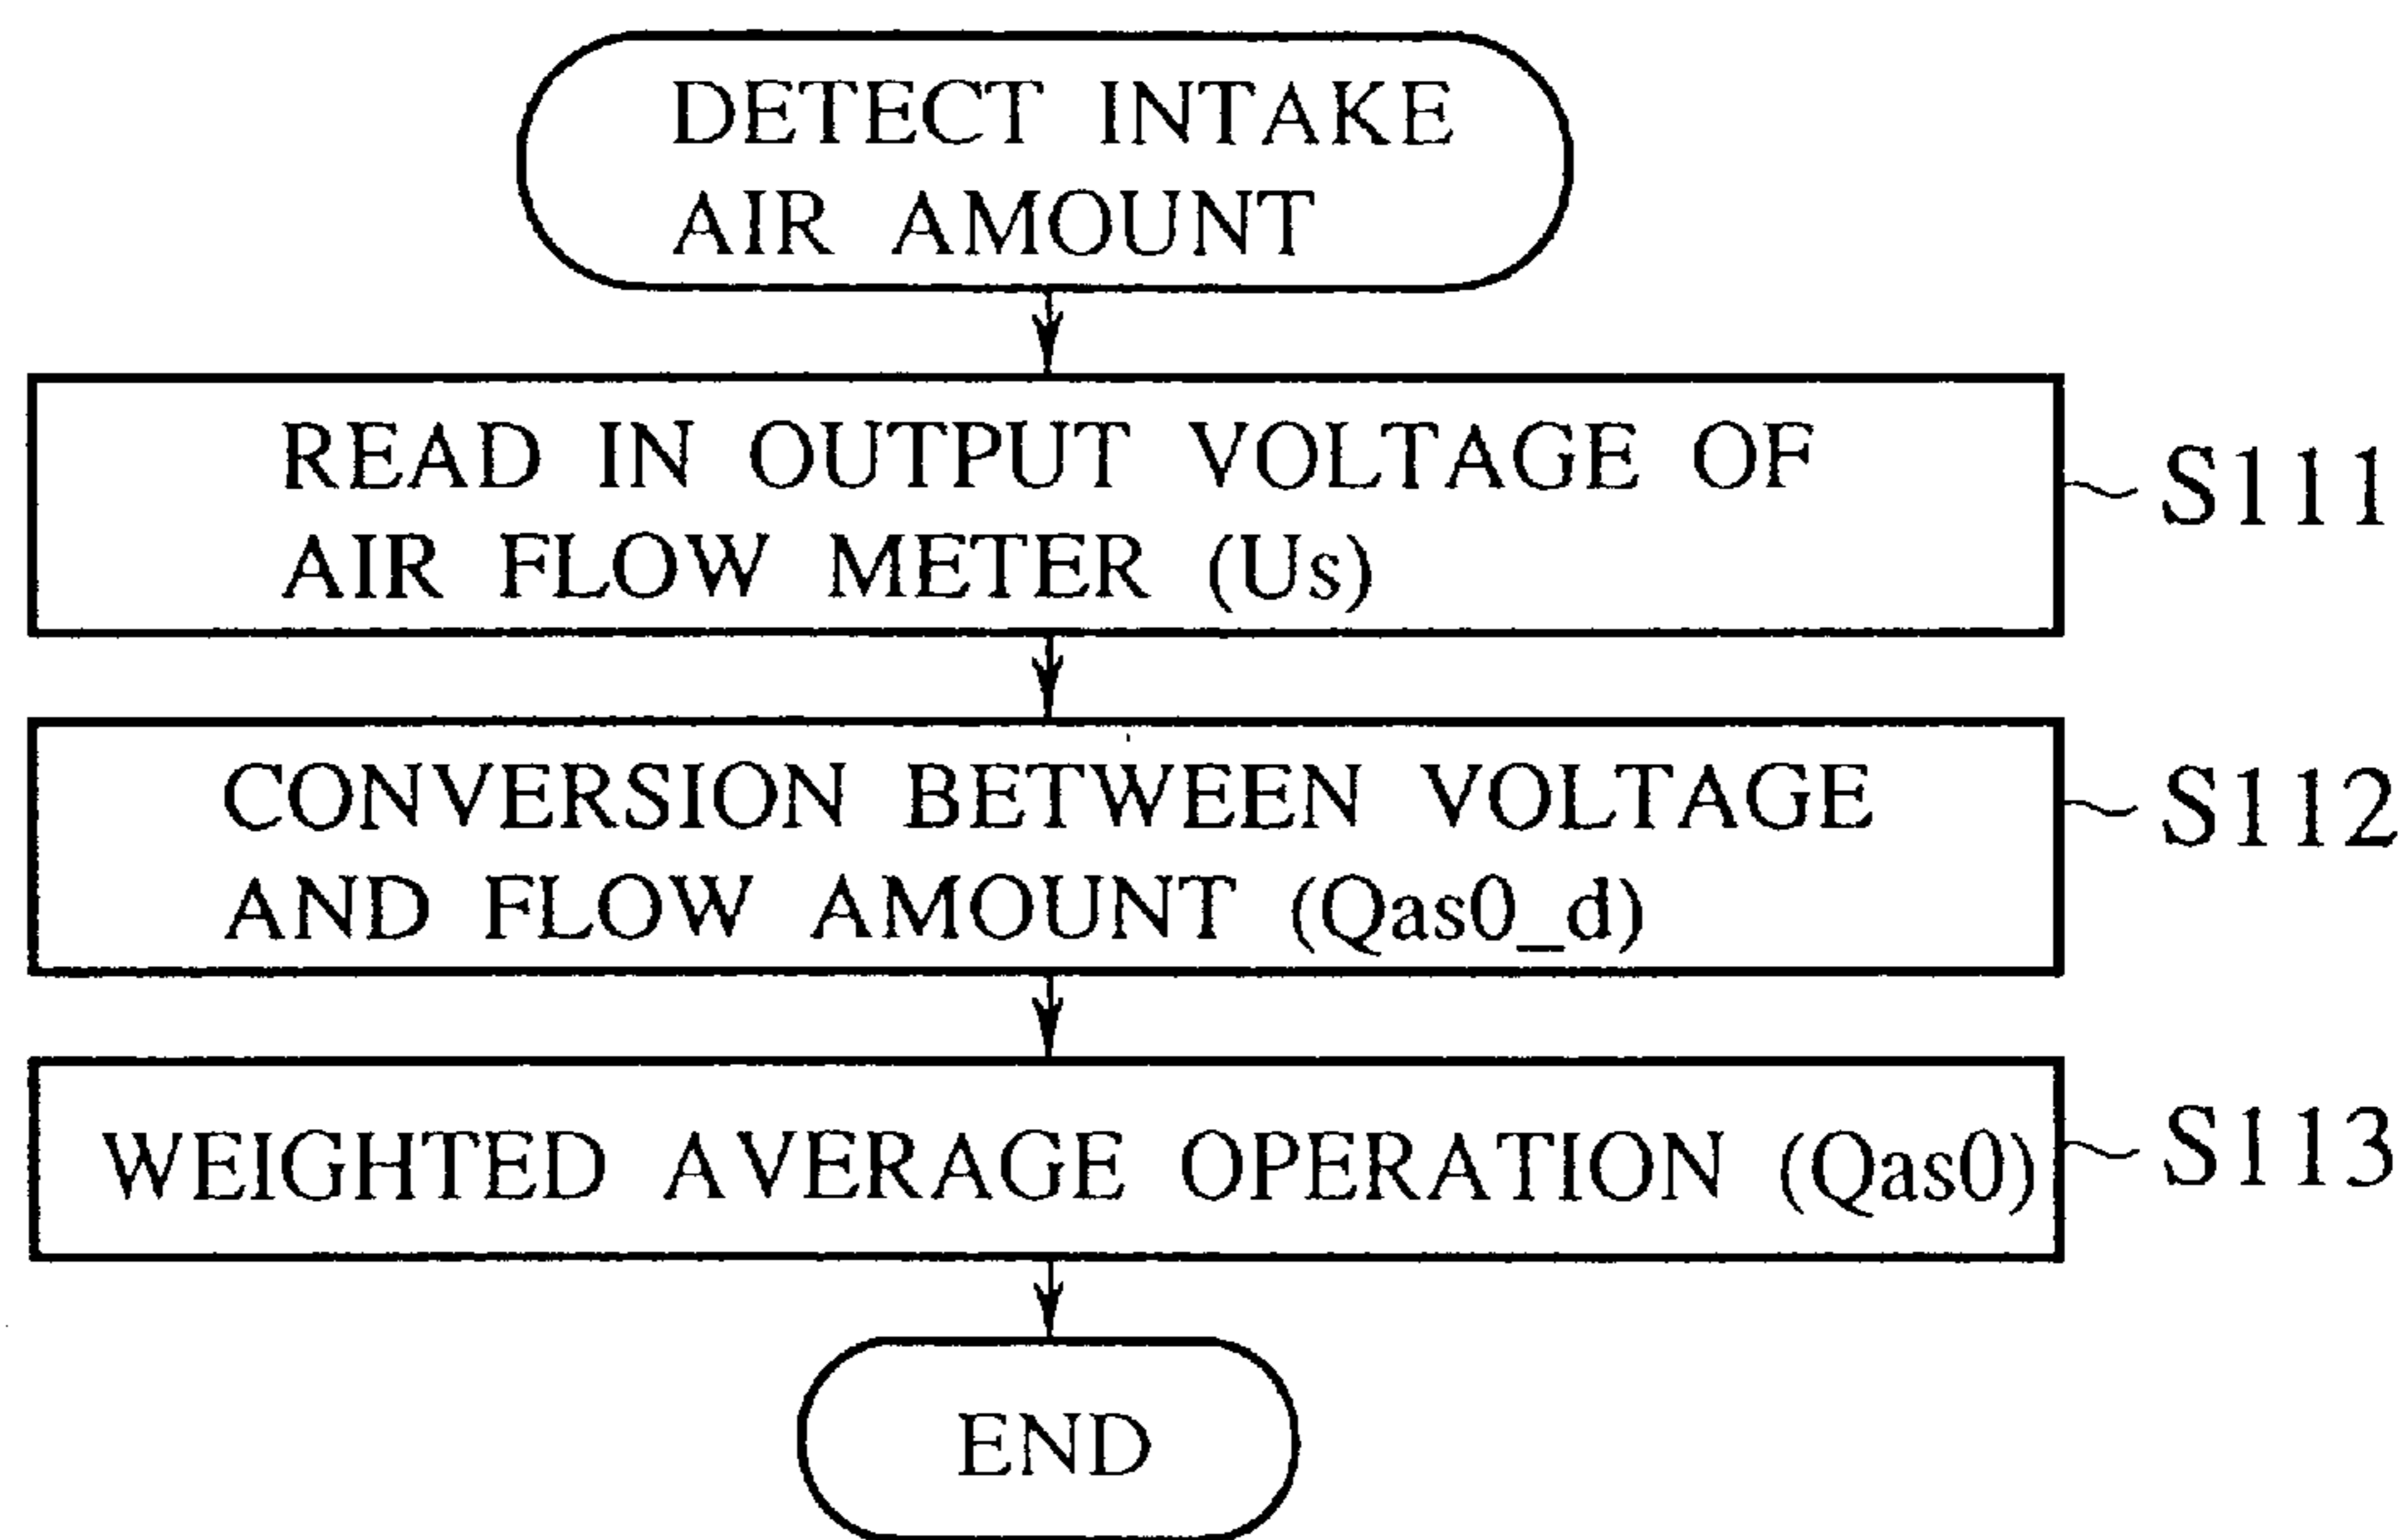 DETECT INTAKE
AIR AMOUNT
READ IN OUTPUT VOLTAGE OF
AIR FLOW METER (Us)
S111
CONVERSION BETWEEN VOLTAGE
AND FLOW AMOUNT (Qas0_d)
S112
WEIGHTED AVERAGE OPERATION (Qas0)
S113
END